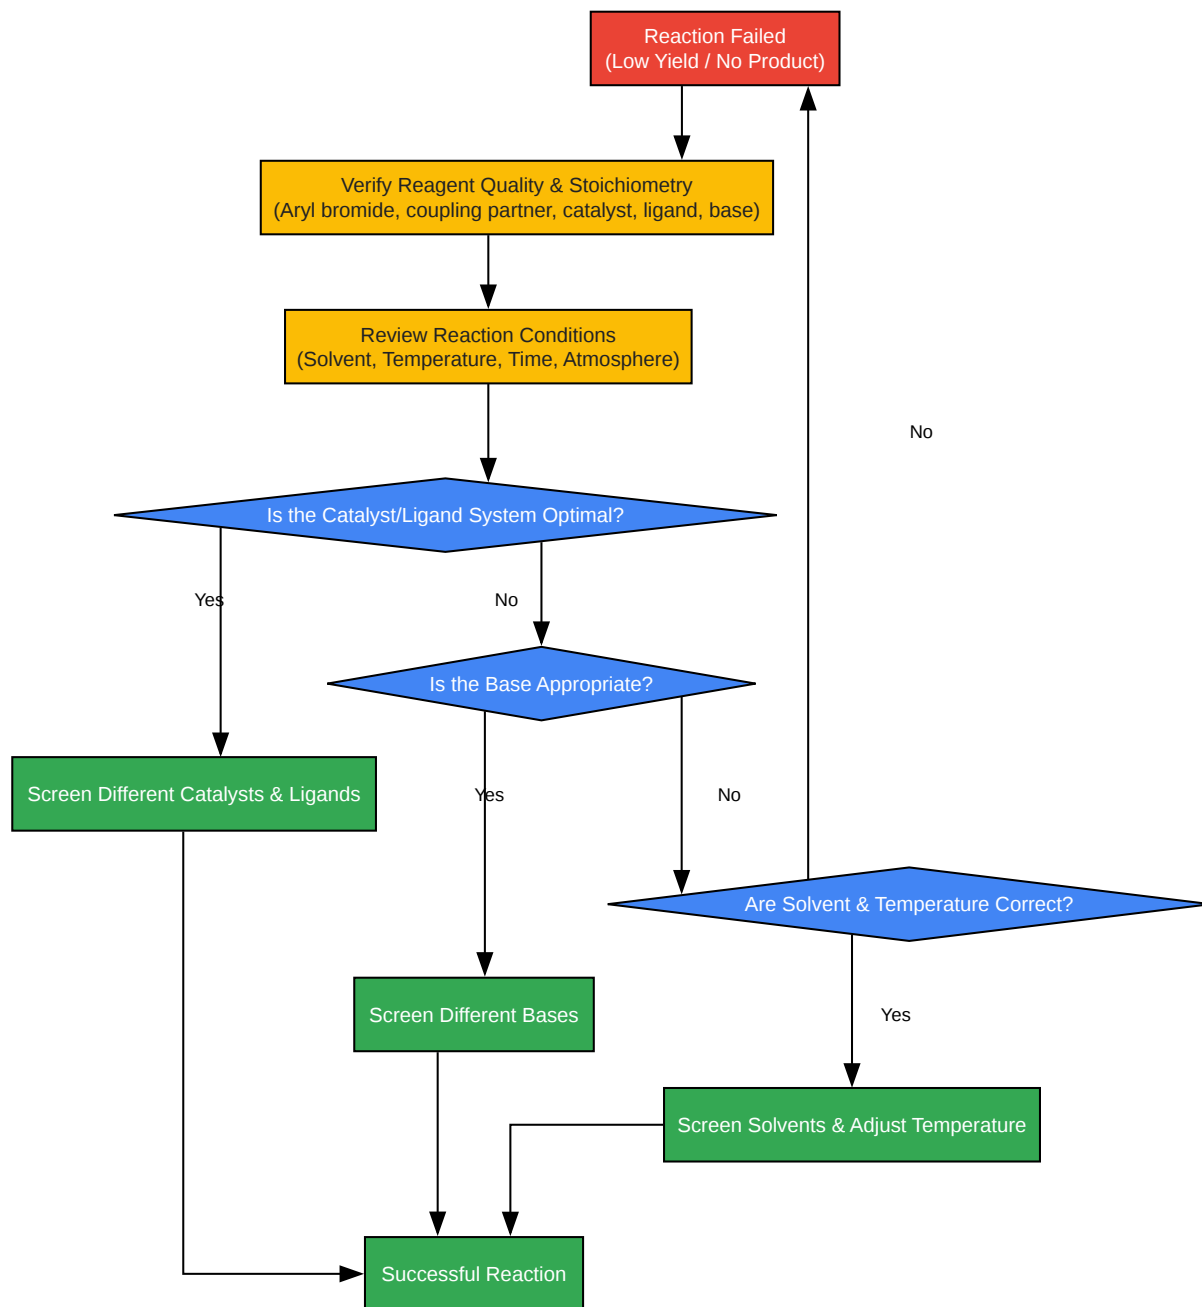 Reaction Failed
(Low Yield / No Product)
Verify Reagent Quality & Stoichiometry
(Aryl bromide, coupling partner, catalyst, ligand, base)
Review Reaction Conditions
(Solvent, Temperature, Time, Atmosphere)
No
Is the Catalyst/Ligand System Optimal?
Yes
No
Is the Base Appropriate?
Screen Different Catalysts & Ligands
Yes
No
Are Solvent & Temperature Correct?
Screen Different Bases
Yes
Screen Solvents & Adjust Temperature
Successful Reaction